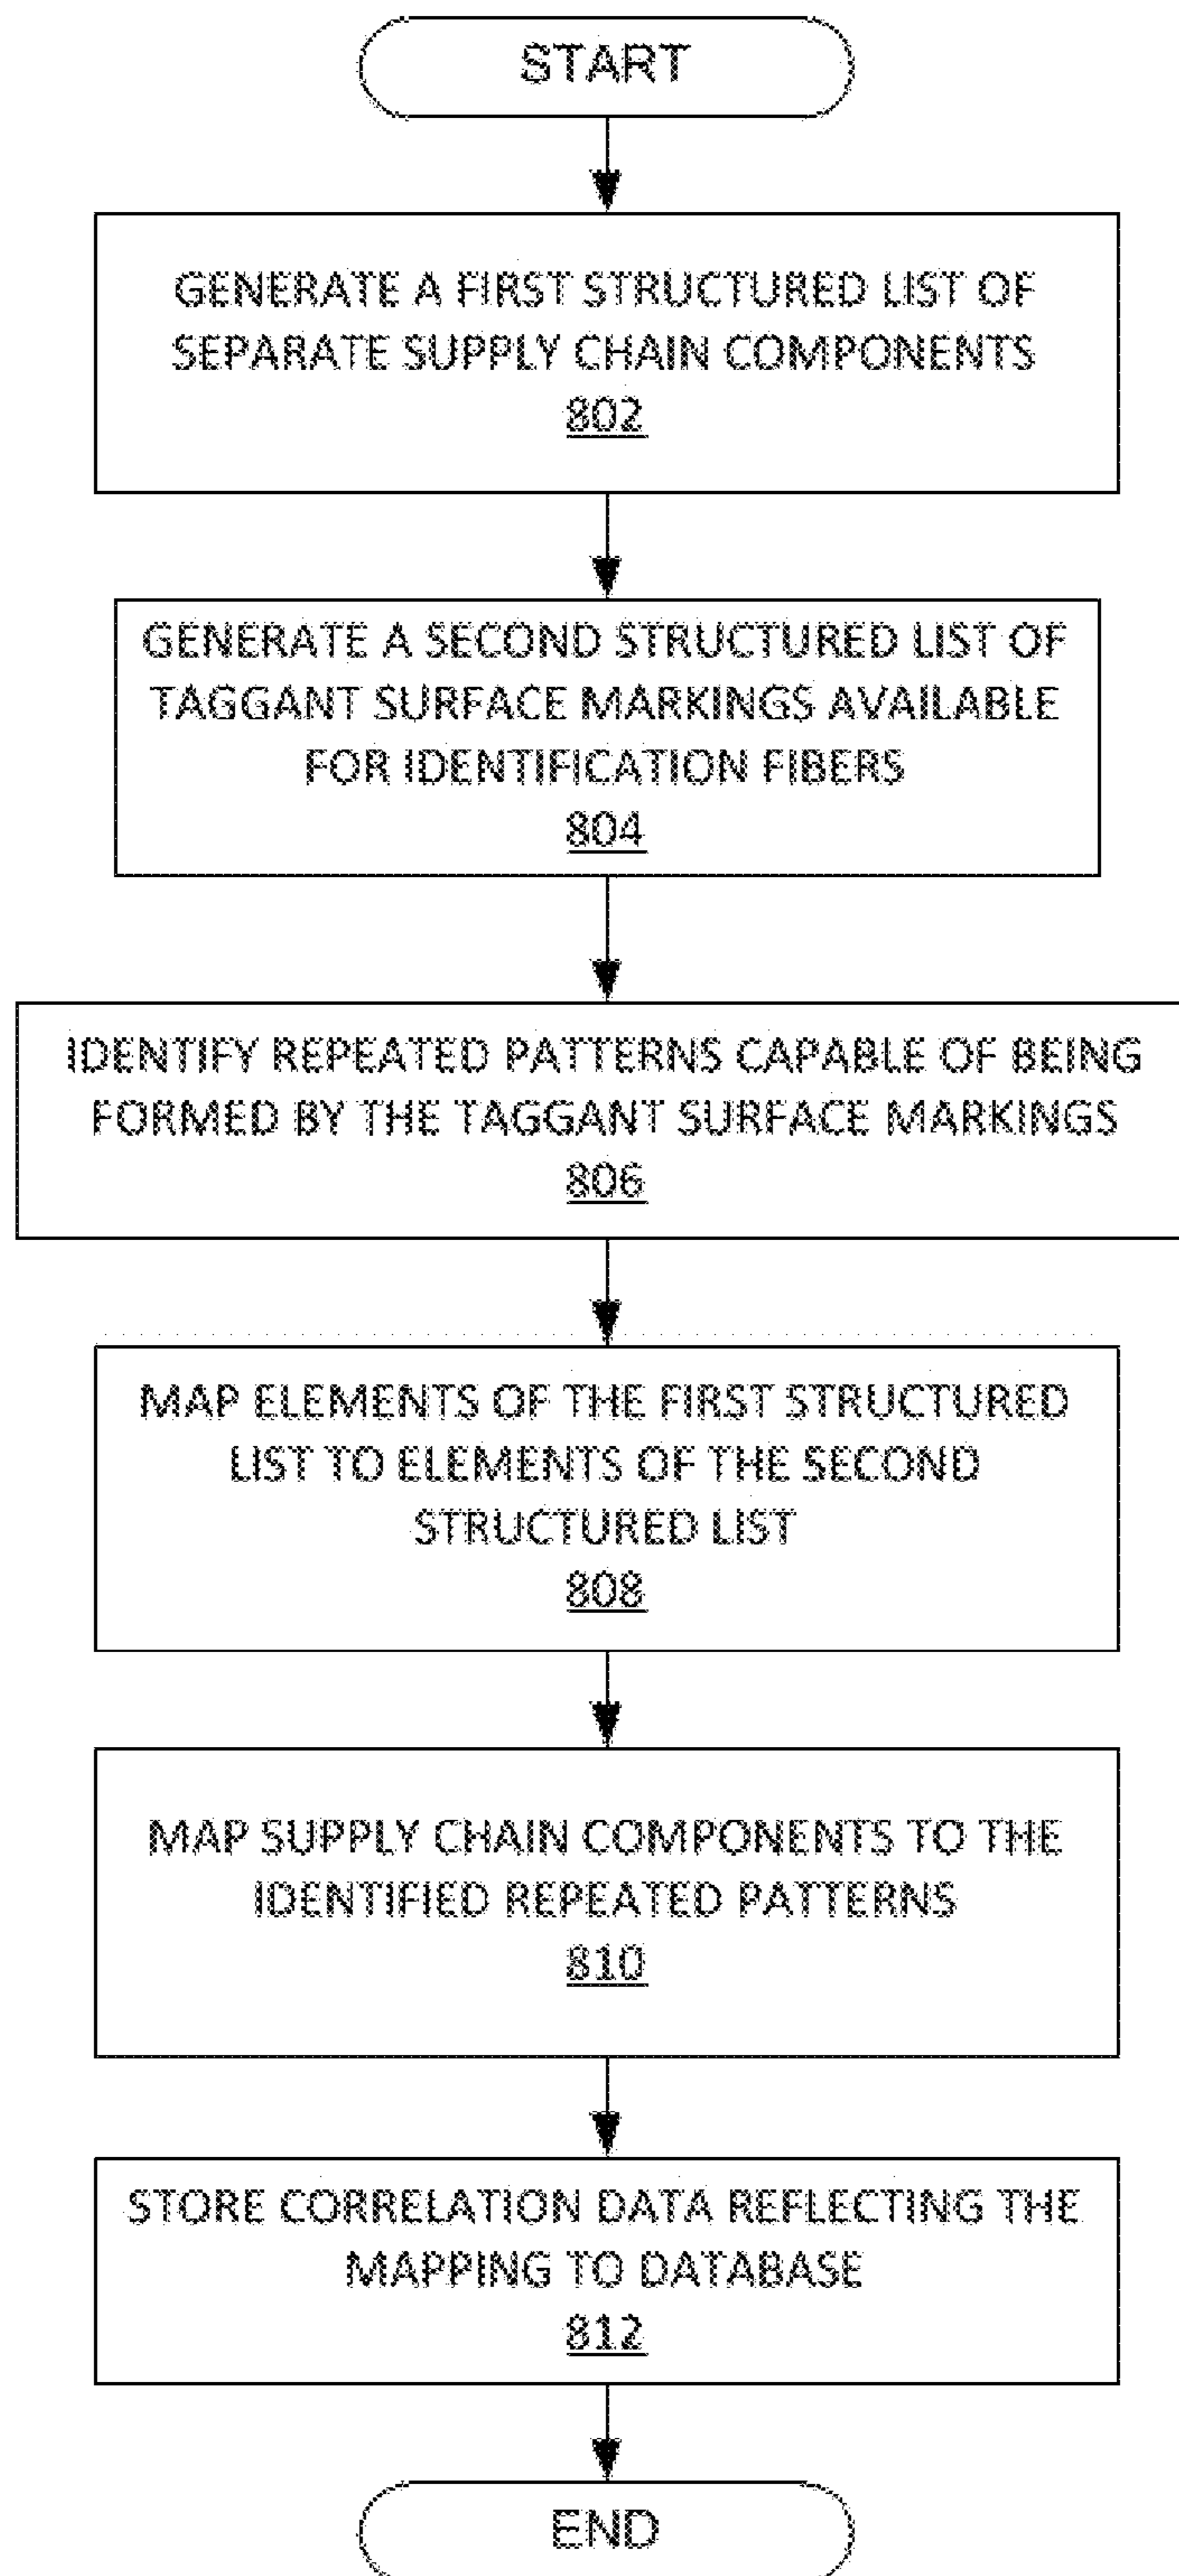 START
GENERATE A FIRST STRUCTURED LIST OF
SEPARATE SUPPLY CHAIN COMPONENTS
802
GENERATE A SECOND STRUCTURED LIST OF
TAGGANT SURFACE MARKINGS AVAILABLE
FOR IDENTIFICATION FIBERS
804
IDENTIFY REPEATED PATTERNS CAPABLE OF BEING
FORMED BY THE TAGGANT SURFACE MARKINGS
806
MAP ELEMENTS OF THE FIRST STRUCTURED
LIST TO ELEMENTS OF THE SECOND
STRUCTURED LIST
808
MAP SUPPLY CHAIN COMPONENTS TO THE
IDENTIFIED REPEATED PATTERNS
810
STORE CORRELATION DATA REFLECTING THE
MAPPING TO DATABASE
812
END